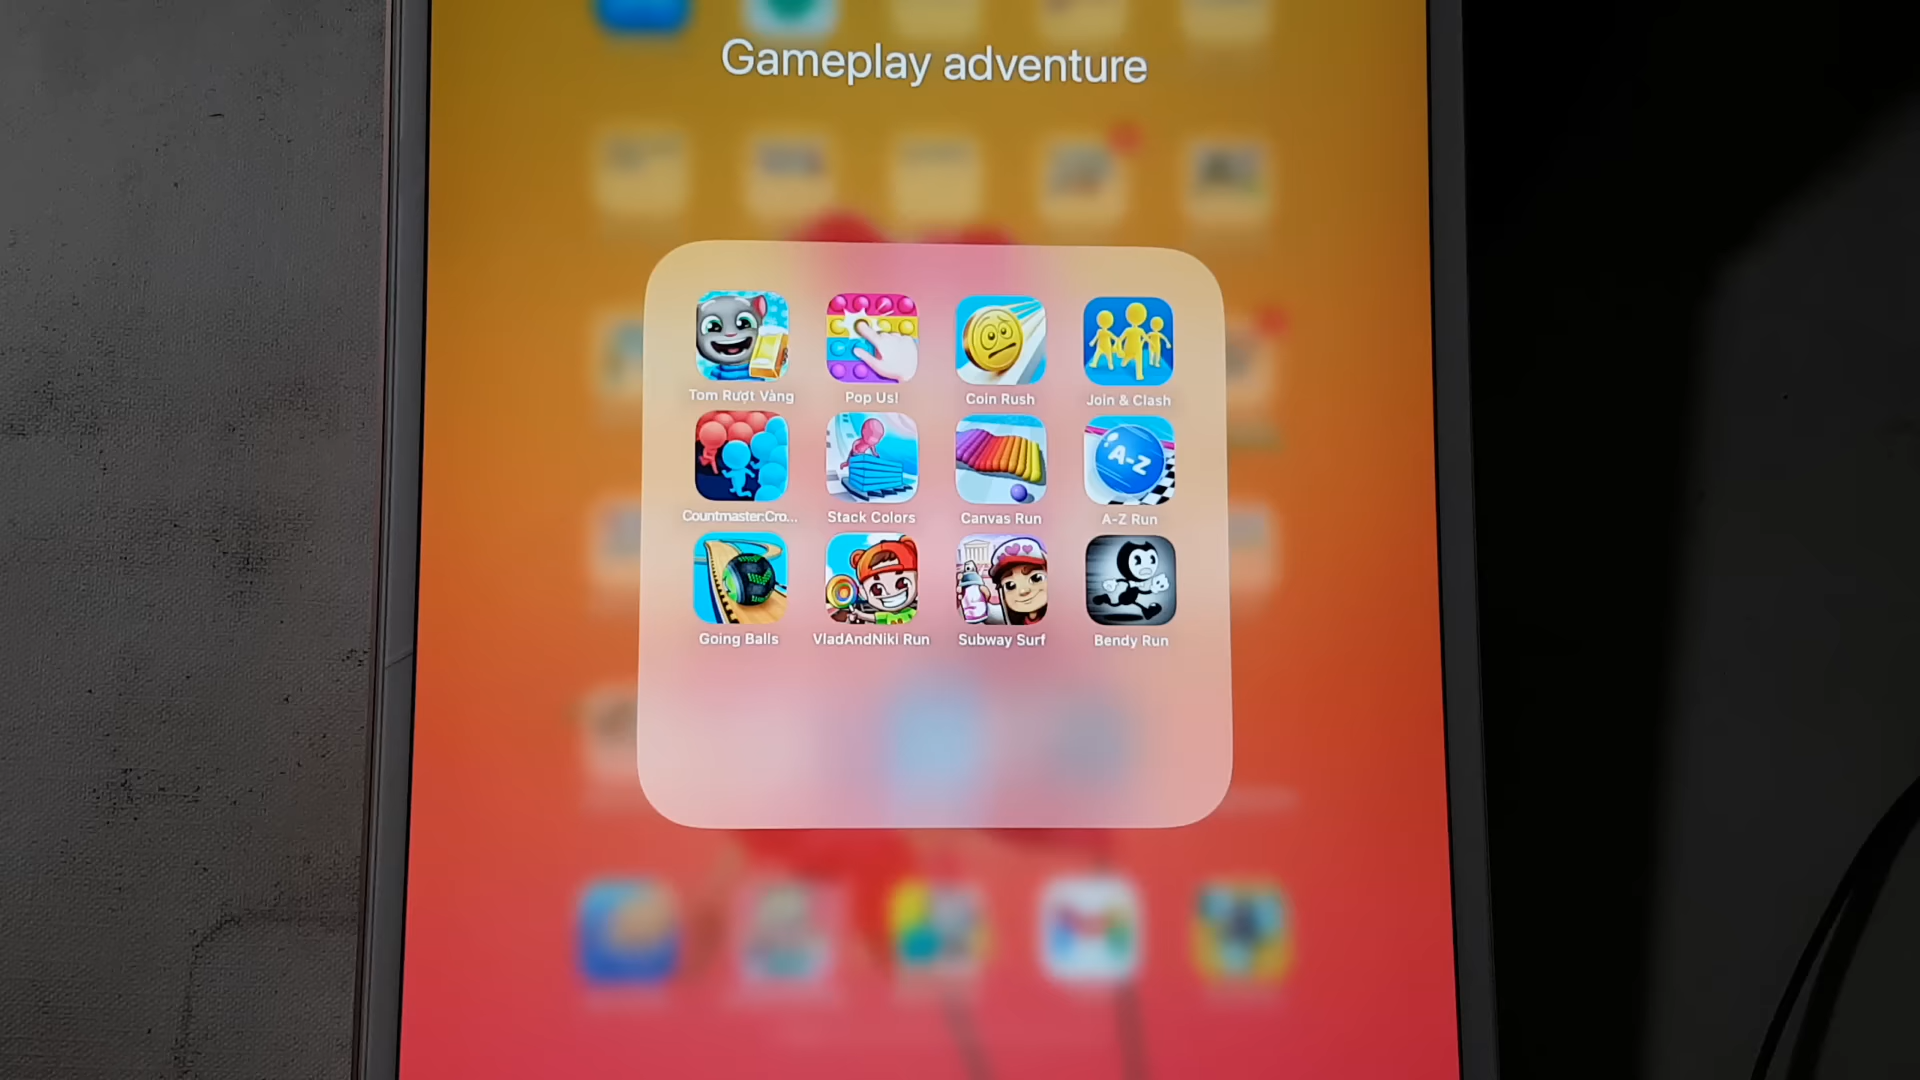 Gameplay adventure
Tom Rượt Vàng
Pop Us!
Coin Rush
Join & Clash
Countmaster:Cro...
Stack Colors
Canvas Run
A-Z
A-Z Run
Going Balls
VladAndNiki Run
Subway Surf
Bendy Run